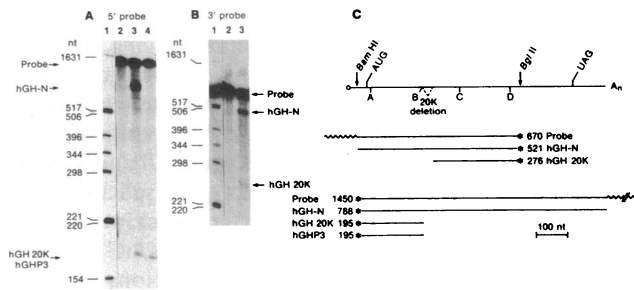 A 5' probe
nt 1 2 3 4
1631
Probe
hGH-N
517
506
396
344
298
221
220
hGH 20K
hGHP3
154
B 3' probe
nt 1 2 3
1631
Probe
517
506
hGH-N
396
344
298
hGH 20K
221
220
C
Bam HI
AUG
Bgl II
UAG
An
A
B
C
D
20K
deletion
670 Probe
521 hGH-N
276 hGH 20K
Probe 1450
hGH-N 788
hGH 20K 195
hGHP3 195
100 nt